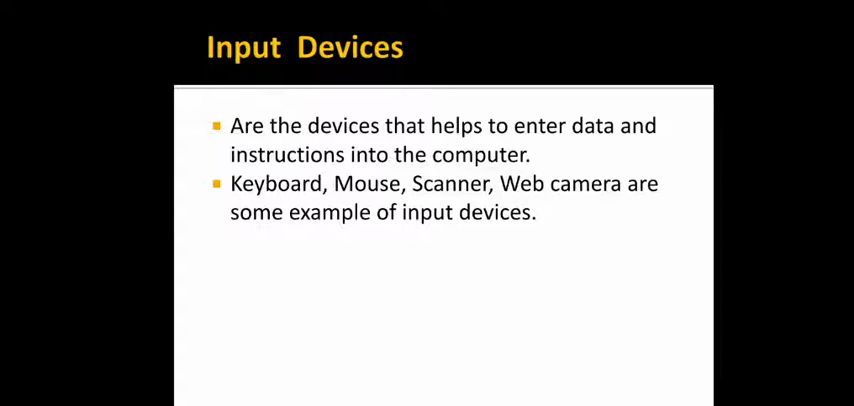 Input Devices
Are the devices that helps to enter data and
instructions into the computer.
Keyboard, Mouse, Scanner, Web camera are
some example of input devices.